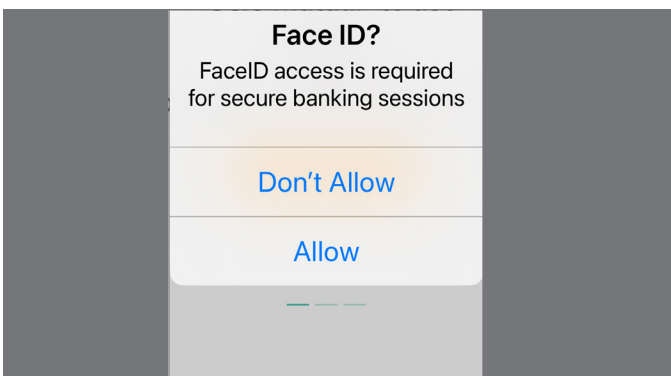 Face ID?
FaceID access is required
for secure banking sessions
Don’t Allow
Allow